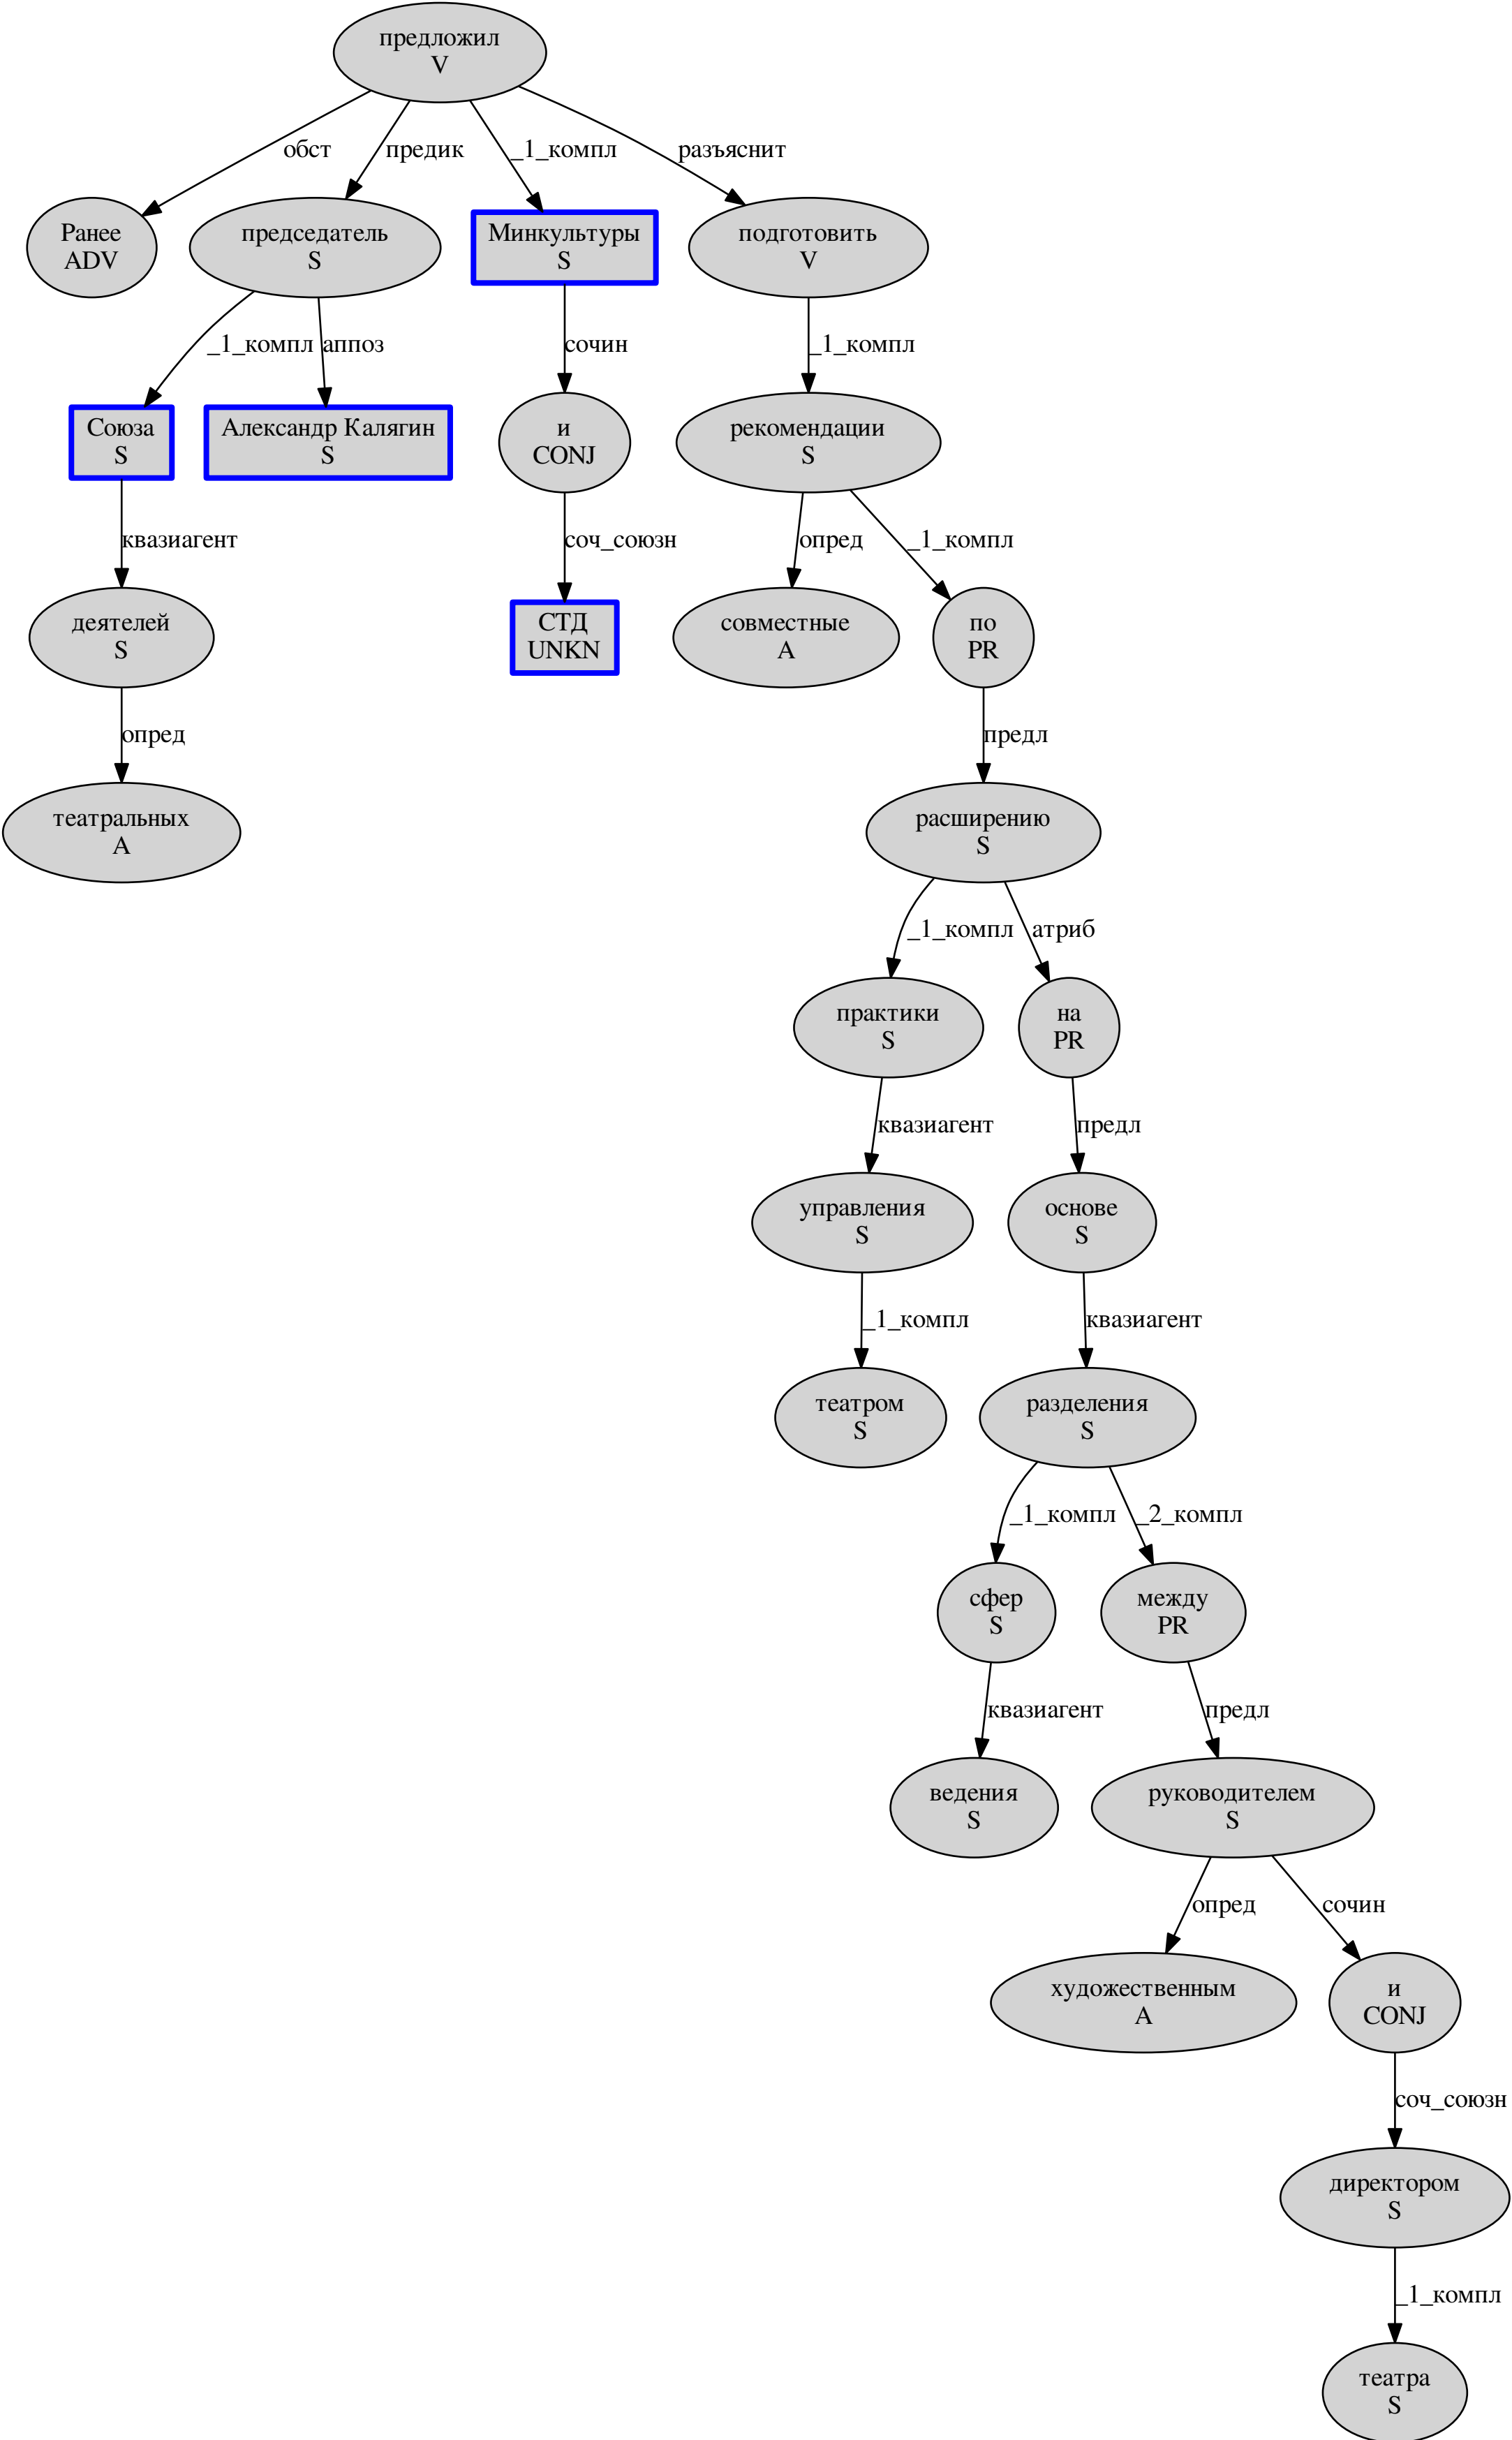 предложил
V
обст
предик
_1_компл
разъяснит
Ранее
ADV
председатель
S
Минкультуры
S
подготовить
V
_1_компл
аппоз
сочин
_1_компл
Союза
S
Александр Калягин
S
и
CONJ
рекомендации
S
квазиагент
соч_союзн
опред
_1_компл
деятелей
S
СТД
UNKN
совместные
A
по
PR
опред
предл
театральных
A
расширению
S
_1_компл
атриб
практики
S
на
PR
квазиагент
предл
управления
S
основе
S
_1_компл
квазиагент
театром
S
разделения
S
_1_компл
_2_компл
сфер
S
между
PR
квазиагент
предл
ведения
S
руководителем
S
опред
сочин
художественным
A
и
CONJ
соч_союзн
директором
S
_1_компл
театра
S